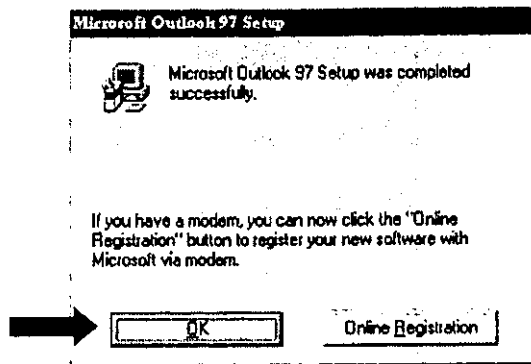 Microsoft Outlook 97 Setup
Microsoft Outlook 97 Setup was completed
successfully.
If you have a modem, you can now click the "Online
Registration" button to register your new software with
Microsoft via modem.
OK
Online Registration